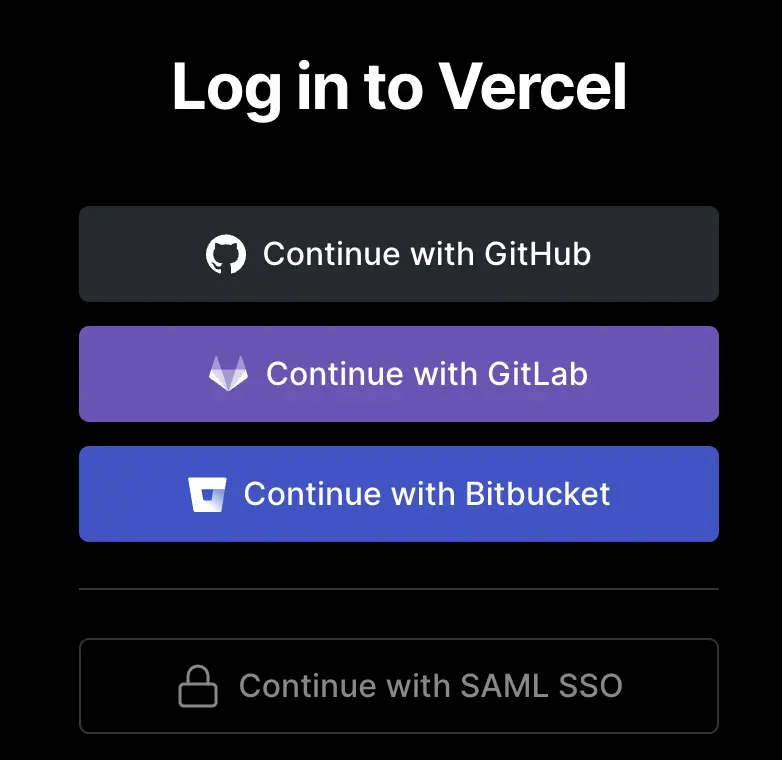 Log in to Vercel
Continue with GitHub
Continue with GitLab
Continue with Bitbucket
Continue with SAML SSO